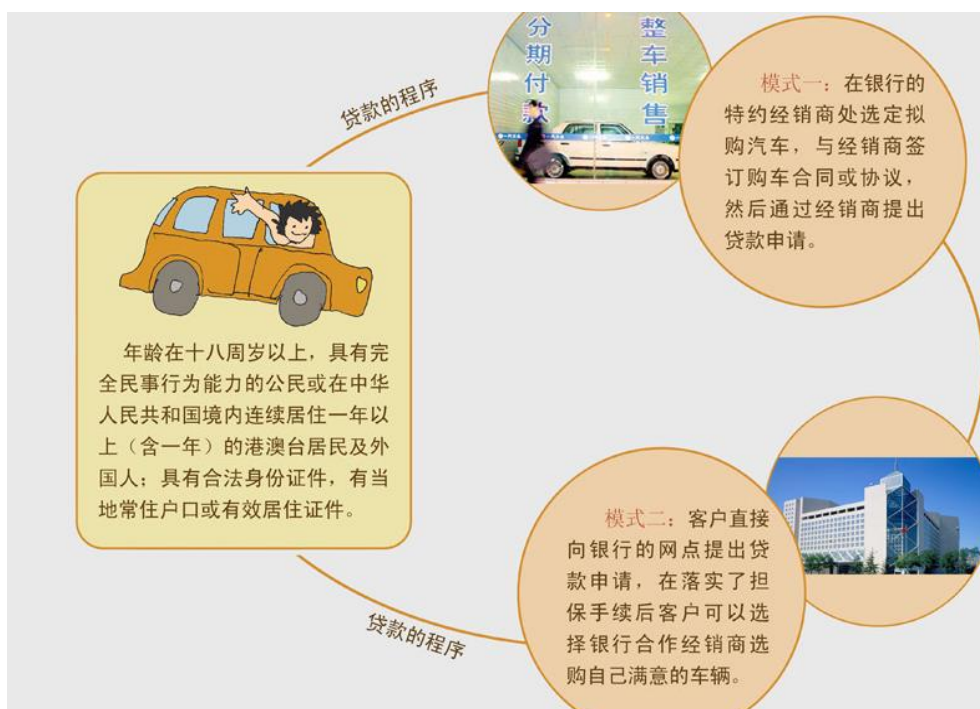 分期付款
整车销售
贷款的程序
模式一：在银行的
特约经销商处选定拟
购汽车，与经销商签
订购车合同或协议，
然后通过经销商提出
贷款申请。
年龄在十八周岁以上，具有完
全民事行为能力的公民或在中华
人民共和国境内连续居住一年以
上（含一年）的港澳台居民及外
国人；具有合法身份证件，有当
地常住户口或有效居住证件。
模式二：客户直接
向银行的网点提出贷
款申请，在落实了担
保手续后客户可以选
择银行合作经销商选
购自己满意的车辆。
贷款的程序